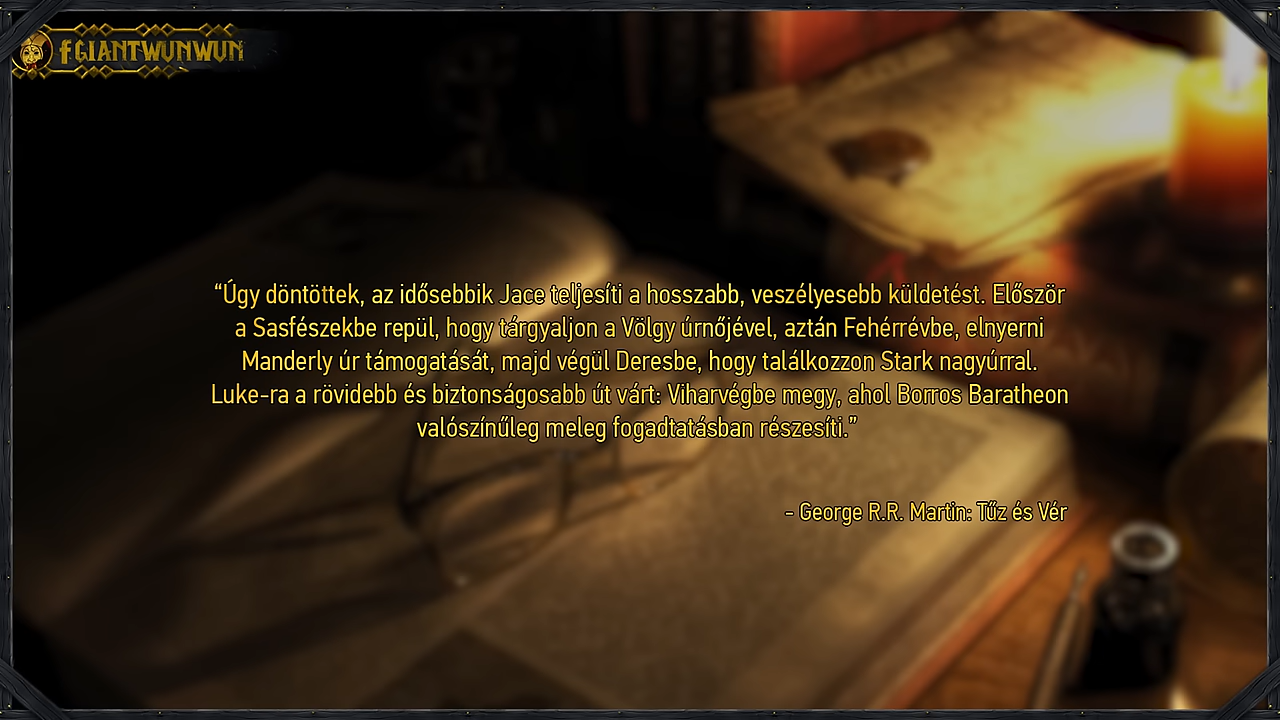 fGIANTWUNWUN
“Úgy döntöttek, az idősebbik Jace teljesíti a hosszabb, veszélyesebb küldetést. Először
a Sasfészekbe repül, hogy tárgyaljon a Völgy úrnőjével, aztán Fehérrévbe, elnyerni
Manderly úr támogatását, majd végül Deresbe, hogy találkozzon Stark nagyúrral.
Luke-ra a rövidebb és biztonságosabb út várt: Viharvégbe megy, ahol Borros Baratheon
valószínűleg meleg fogadtatásban részesíti.”
- George R.R. Martin: Tűz és Vér